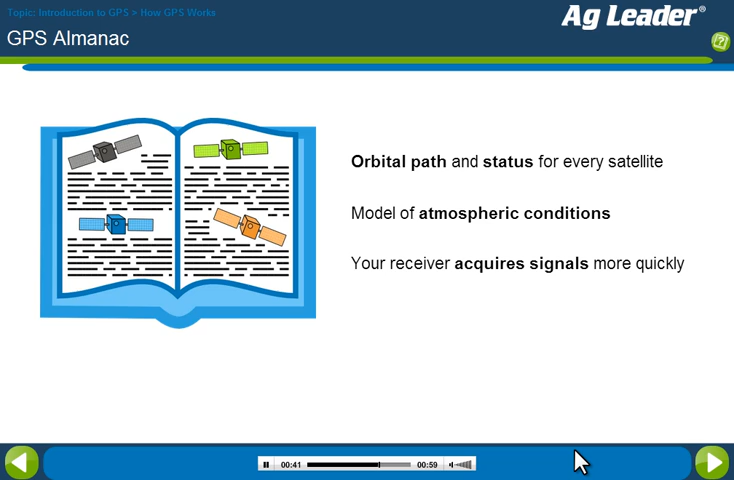 Topic: Introduction to GPS > How GPS Works
Ag Leader®
GPS Almanac
Orbital path and status for every satellite
Model of atmospheric conditions
Your receiver acquires signals more quickly
00:41
00:59